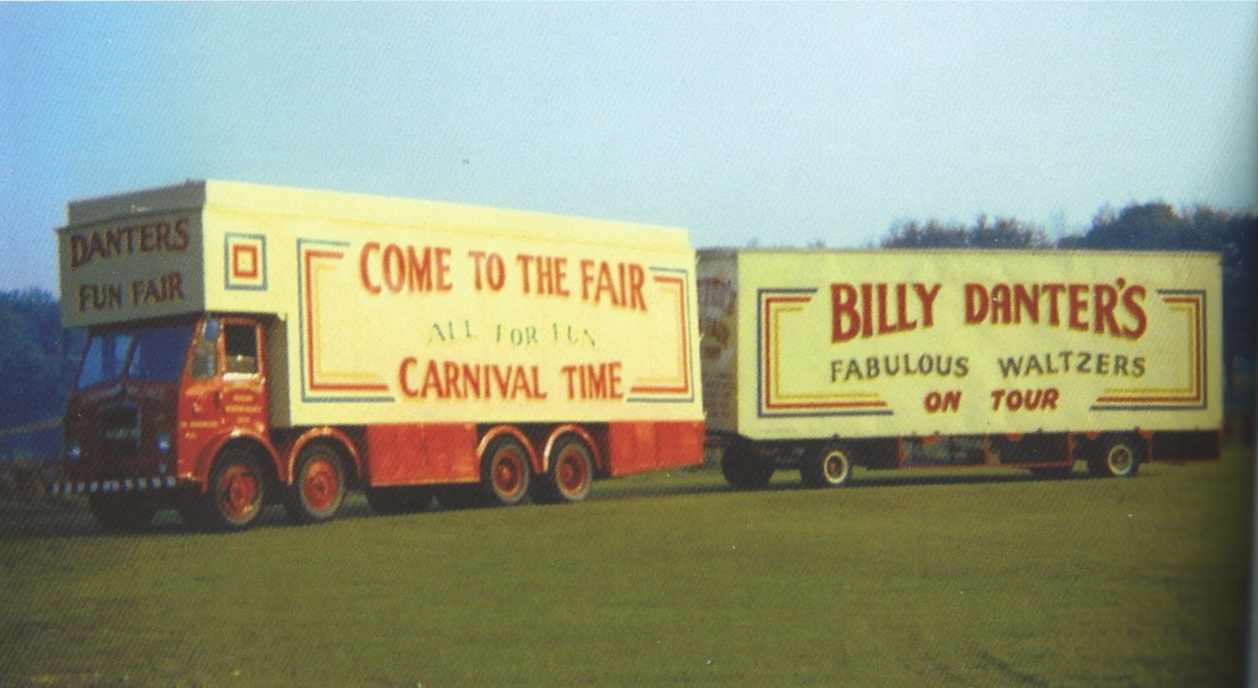 DANTERS
FUN FAIR
COME TO THE FAIR
ALL FOR FUN
CARNIVAL TIME
BILLY DANTER'S
FABULOUS WALTZERS
ON TOUR